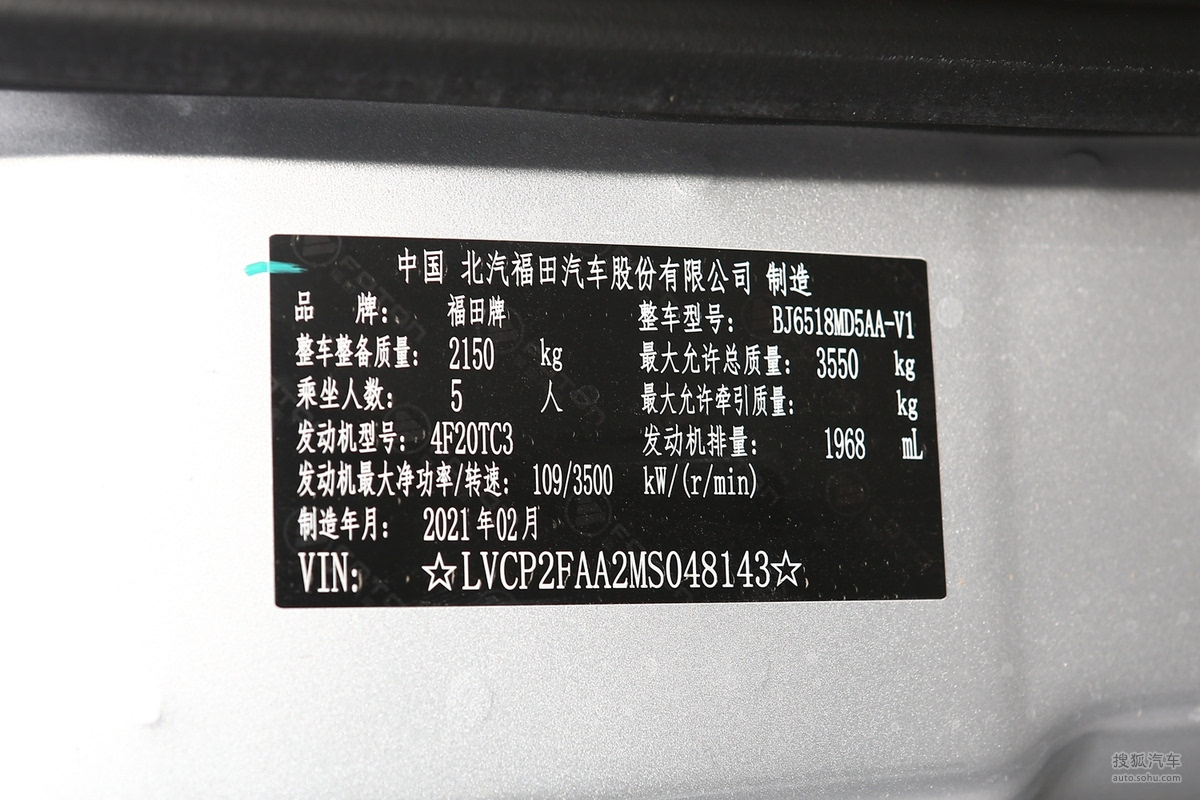 中国 北汽福田汽车股份有限公司 制造
品 牌: 福田牌 整车型号: BJ6518MD5AA-V1
整车整备质量: 2150 kg 最大允许总质量: 3550 kg
乘坐人数: 5 人 最大允许牵引质量: kg
发动机型号: 4F20TC3 发动机排量: 1968 mL
发动机最大净功率/转速: 109/3500 kW/(r/min)
制造年月: 2021年02月
VIN: ☆LVCP2FAA2MS048143☆
搜狐汽车
auto.sohu.com